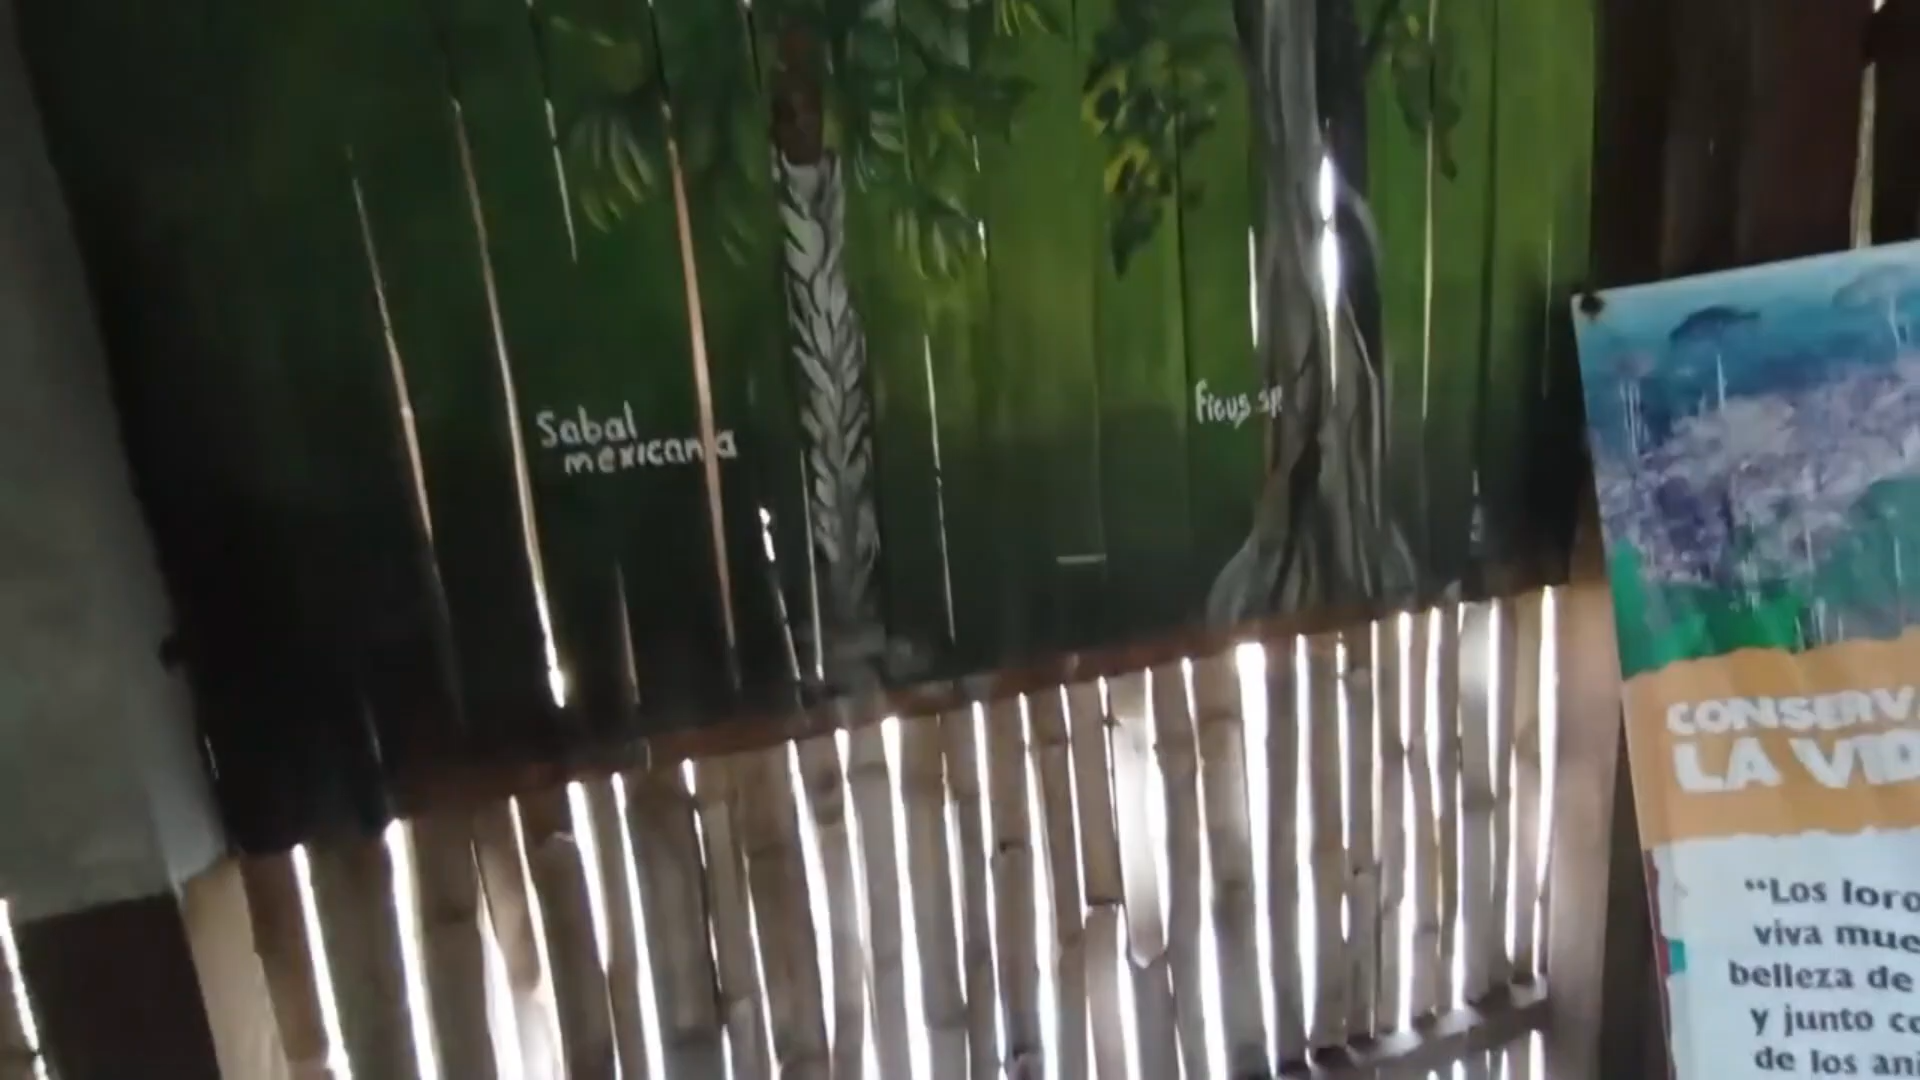 Sabal
mexicana
Ficus sp
CONSERV
LA VID
“Los loro
viva mue
belleza de
y junto co
de los ani